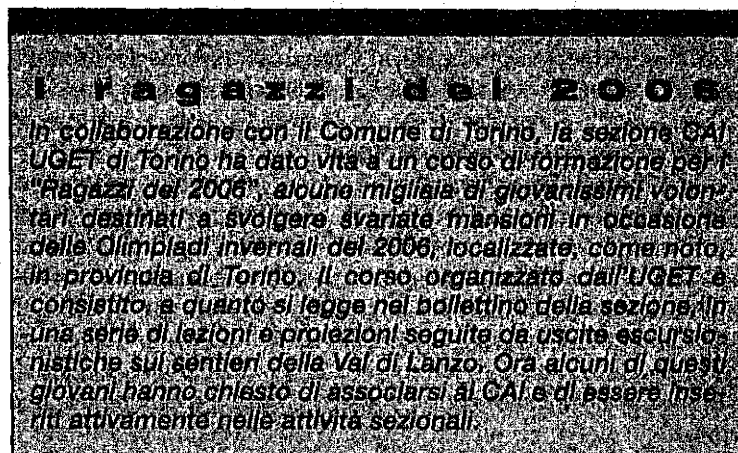 I ragazzi del 2006
In collaborazione con il Comune di Torino, la sezione CAI
UGET di Torino ha dato vita a un corso di formazione per i
"Ragazzi del 2006", alcune migliaia di giovanissimi volon-
tari destinati a svolgere svariate mansioni in occasione
delle Olimpiadi invernali del 2006, localizzate, come noto,
in provincia di Torino. Il corso organizzato dall'UGET è
consistito, a quanto si legge nel bollettino della sezione, in
una serie di lezioni e proiezioni seguite da uscite escursio-
nistiche sui sentieri della Val di Lanzo. Ora alcuni di questi
giovani hanno chiesto di associarsi al CAI e di essere inse-
riti attivamente nelle attività sezionali.